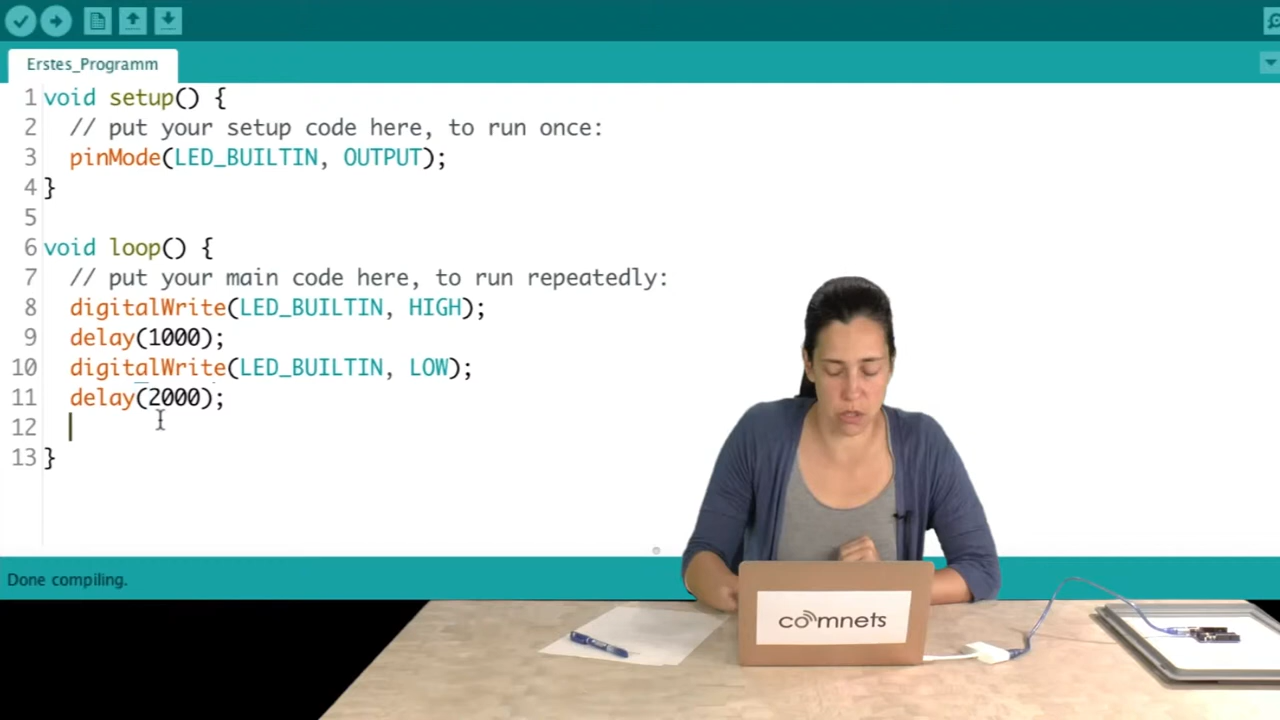 Erstes_Programm
1 void setup() {
2 // put your setup code here, to run once:
3 pinMode(LED_BUILTIN, OUTPUT);
4 }
5
6 void loop() {
7 // put your main code here, to run repeatedly:
8 digitalWrite(LED_BUILTIN, HIGH);
9 delay(1000);
10 digitalWrite(LED_BUILTIN, LOW);
11 delay(2000);
12
13 }
Done compiling.
comnets